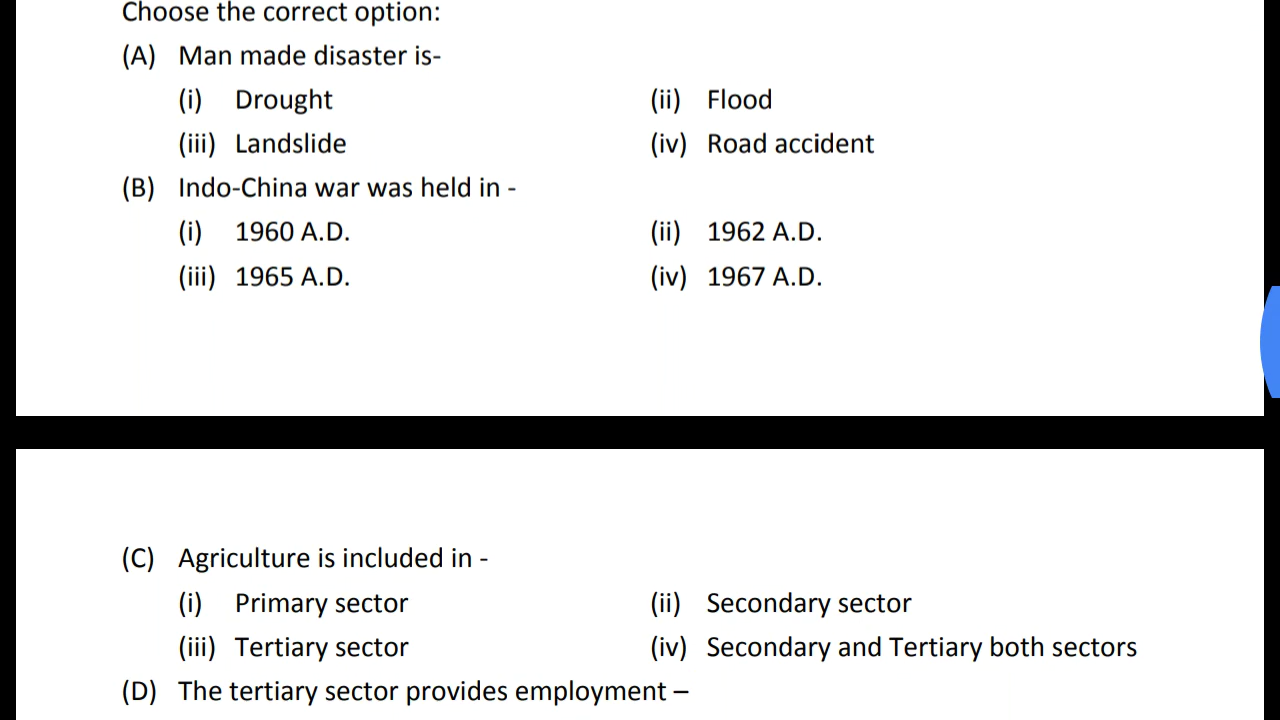 Choose the correct option:
(A) Man made disaster is-
(i) Drought (ii) Flood
(iii) Landslide (iv) Road accident
(B) Indo-China war was held in -
(i) 1960 A.D. (ii) 1962 A.D.
(iii) 1965 A.D. (iv) 1967 A.D.
(C) Agriculture is included in -
(i) Primary sector (ii) Secondary sector
(iii) Tertiary sector (iv) Secondary and Tertiary both sectors
(D) The tertiary sector provides employment –